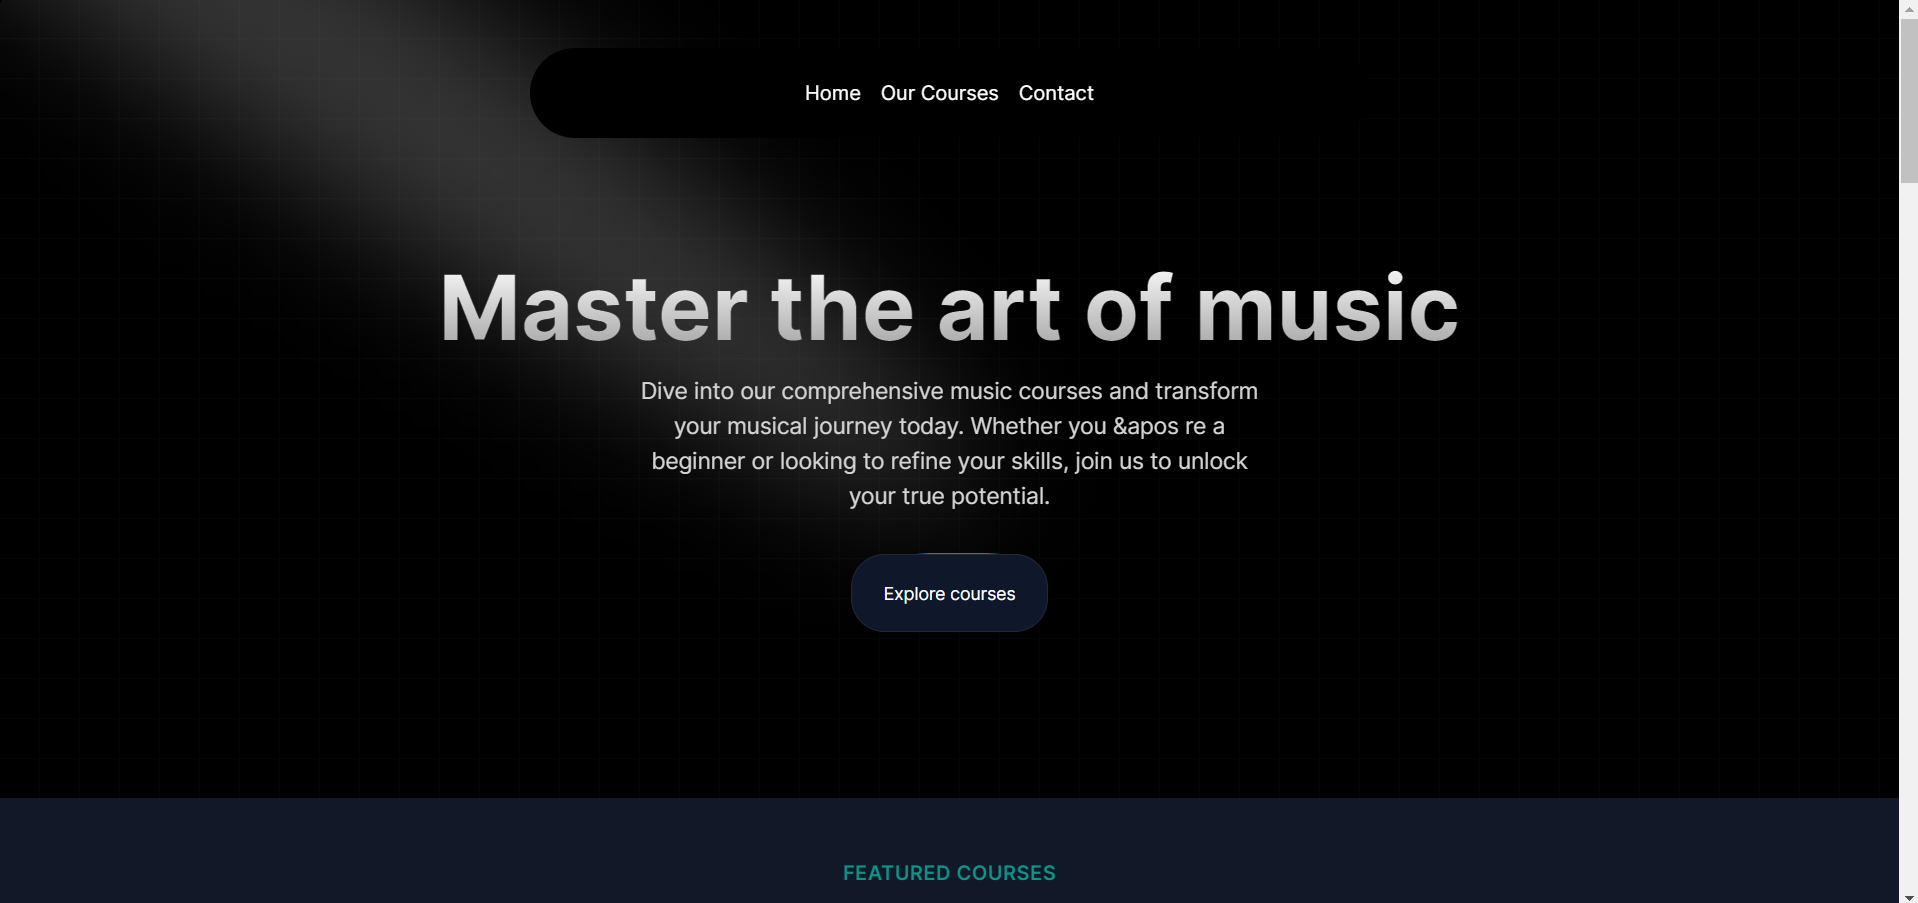 Home Our Courses Contact
Master the art of music
Dive into our comprehensive music courses and transform
your musical journey today. Whether you &apos re a
beginner or looking to refine your skills, join us to unlock
your true potential.
Explore courses
FEATURED COURSES